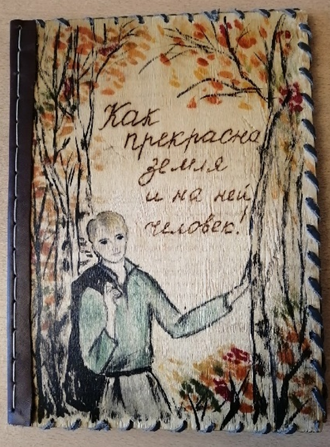 Как
прекрасна
земля
и на ней
человек!